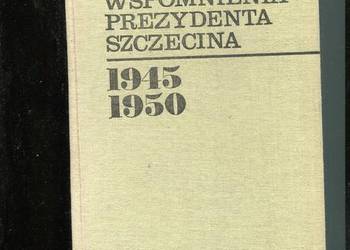 WSPOMNIENIA
PREZYDENTA
SZCZECINA
1945
1950